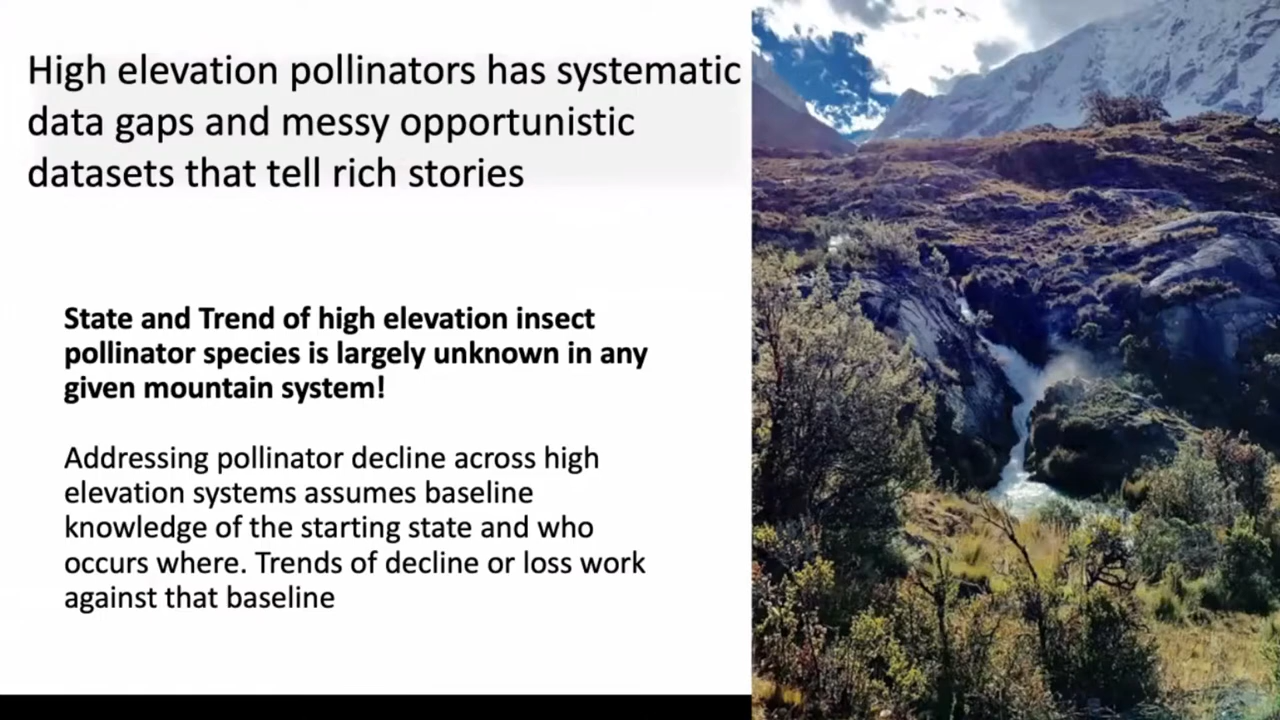 High elevation pollinators has systematic
data gaps and messy opportunistic
datasets that tell rich stories
State and Trend of high elevation insect
pollinator species is largely unknown in any
given mountain system!
Addressing pollinator decline across high
elevation systems assumes baseline
knowledge of the starting state and who
occurs where. Trends of decline or loss work
against that baseline